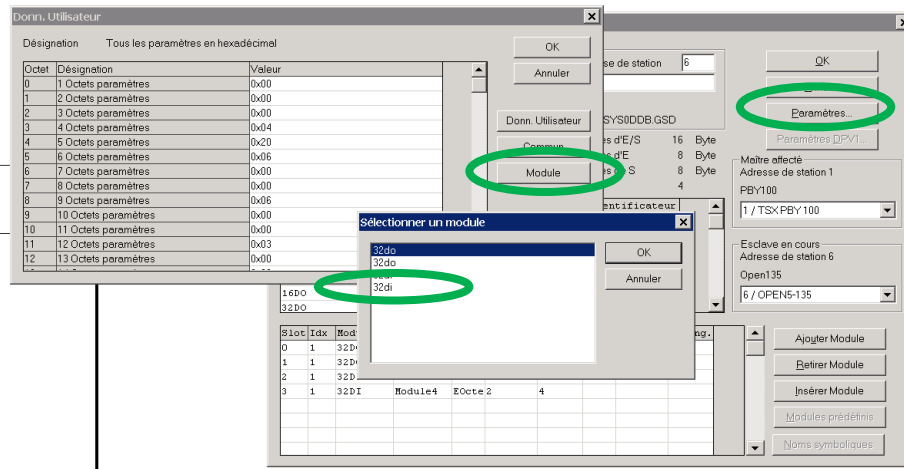 Donn. Utilisateur
Désignation Tous les paramètres en hexadécimal
OK
Annuler
Donn. Utilisateur
Commun
Module
Octet Désignation Valeur
0 1 Octets paramètres 0x00
1 2 Octets paramètres 0x00
2 3 Octets paramètres 0x00
3 4 Octets paramètres 0x04
4 5 Octets paramètres 0x20
5 6 Octets paramètres 0x06
6 7 Octets paramètres 0x00
7 8 Octets paramètres 0x00
8 9 Octets paramètres 0x06
9 10 Octets paramètres 0x00
10 11 Octets paramètres 0x00
11 12 Octets paramètres 0x03
12 13 Octets paramètres 0x00
se de station 6
OK
Paramètres...
SYS0DDB.GSD
Paramètres DPV1...
es d'E/S 16 Byte
s d'E 8 Byte
s de S 8 Byte
4
Maître affecté
Adresse de station 1
PBY100
1 / TSX PBY 100
entificateur
Sélectionner un module
32do
32do
32di
OK
Annuler
Esclave en cours
Adresse de station 6
Open135
6 / OPEN5-135
16DO
32DO
Slot Idx Mod ng.
0 1 32D
1 1 32D
2 1 32D
3 1 32DI Module4 EOcte 2 4
Ajouter Module
Retirer Module
Insérer Module
Modules prédéfinis
Noms symboliques